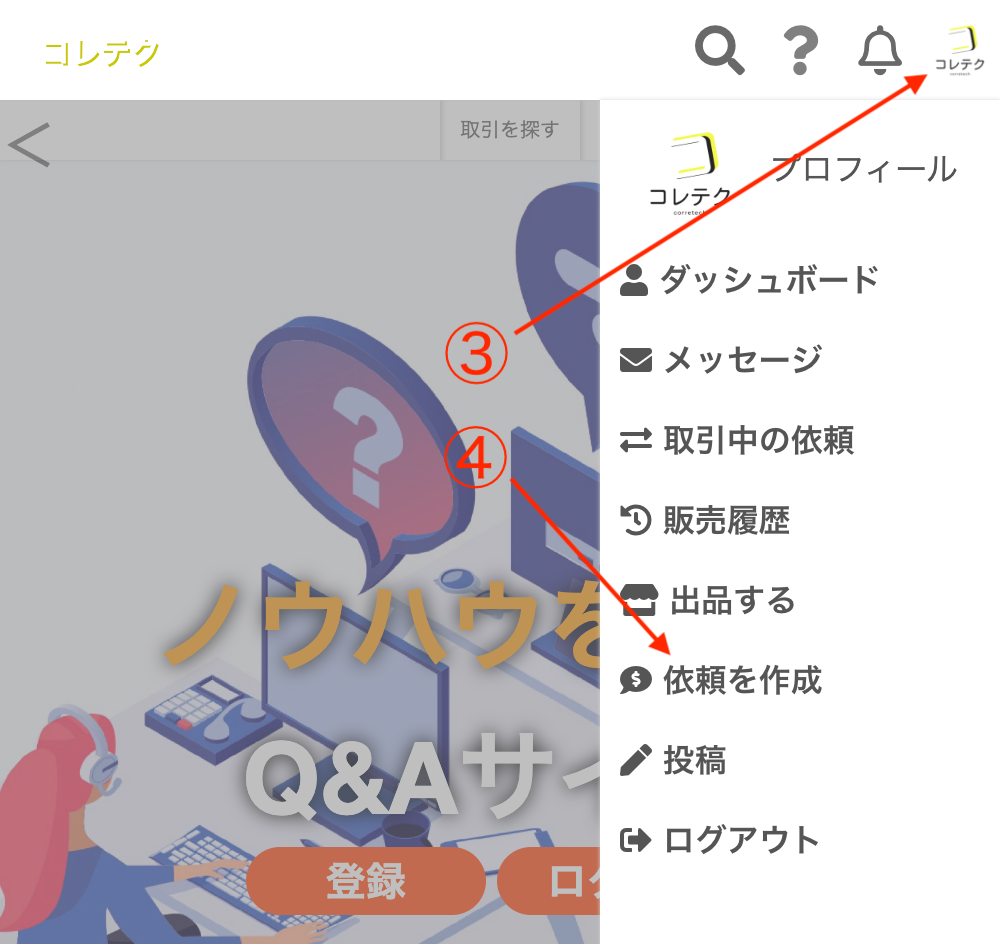 コレテク
?
コレテク
corretech
取引を探す
コレテク
corretech
プロフィール
ダッシュボード
③
メッセージ
?
④
取引中の依頼
販売履歴
出品する
ノウハウを
依頼を作成
Q&Aサイ
投稿
登録
ログアウト